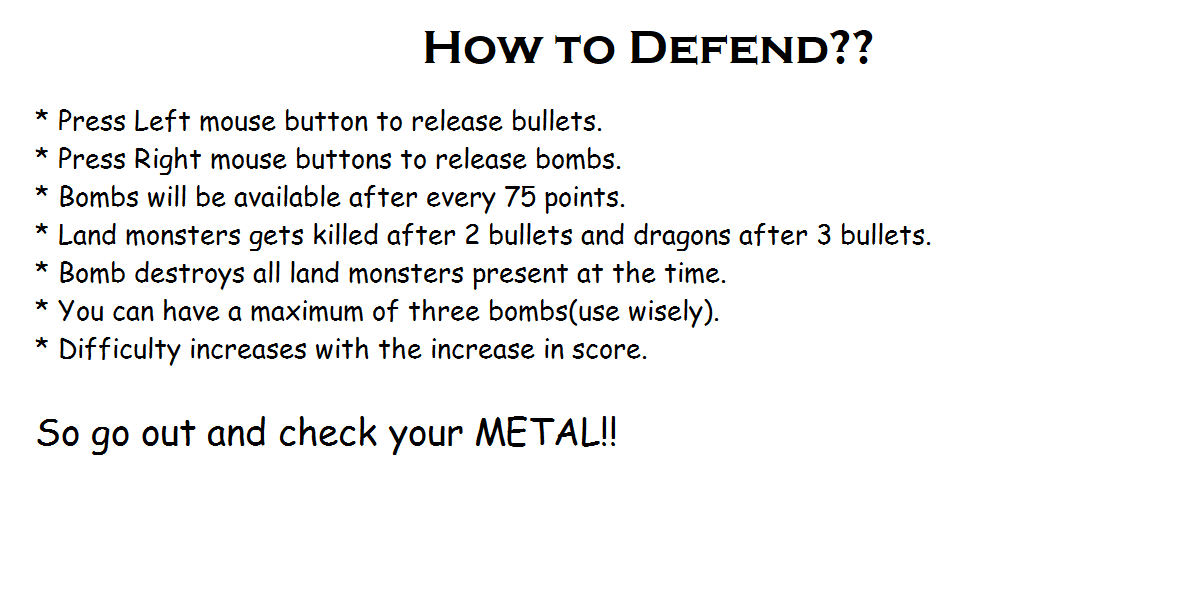 How to Defend??
* Press Left mouse button to release bullets.
* Press Right mouse buttons to release bombs.
* Bombs will be available after every 75 points.
* Land monsters gets killed after 2 bullets and dragons after 3 bullets.
* Bomb destroys all land monsters present at the time.
* You can have a maximum of three bombs(use wisely).
* Difficulty increases with the increase in score.
So go out and check your METAL!!